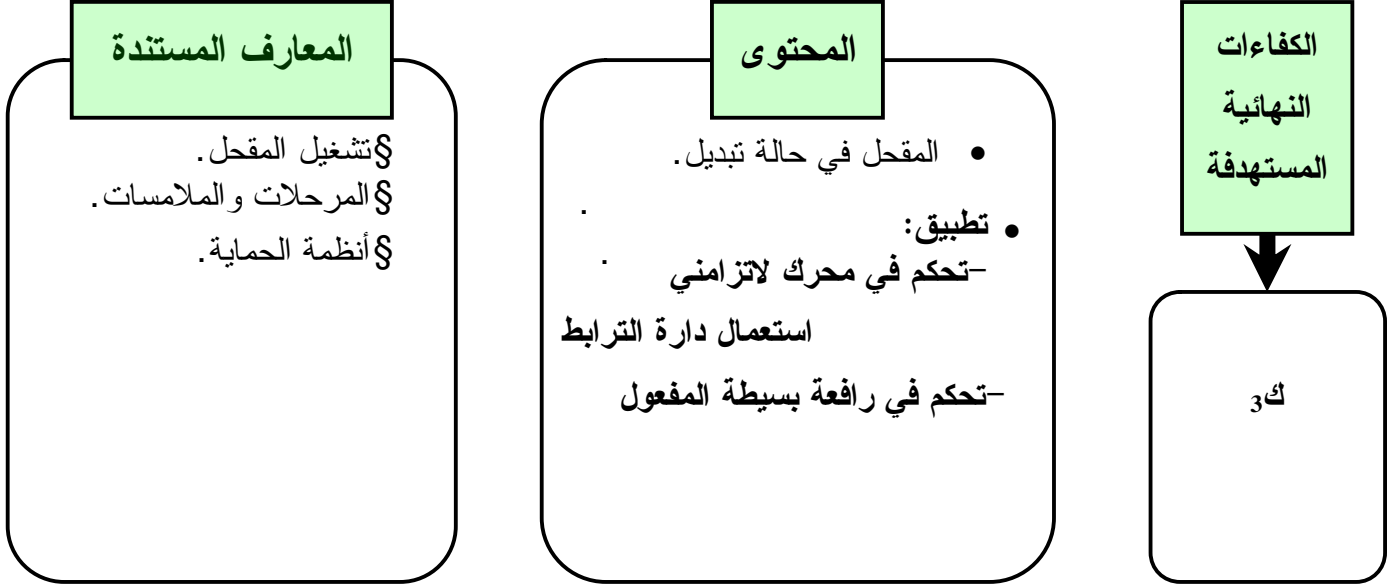 الكفاءات
النهائية
المستهدفة
ك3
المحتوى
• المقحل في حالة تبديل.
• تطبيق:
-تحكم في محرك لاتزامني
استعمال دارة الترابط
-تحكم في رافعة بسيطة المفعول
المعارف المستندة
§تشغيل المقحل.
§المرحلات والملامسات.
§أنظمة الحماية.